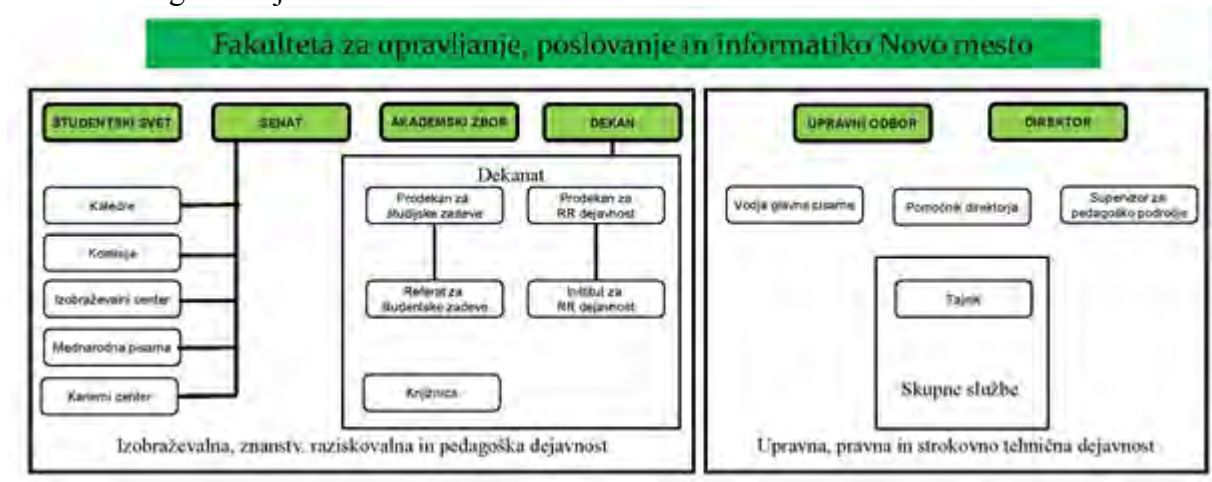 Fakulteta za upravljanje, poslovanje in informatiko Novo mesto
ŠTUDENTSKI SVET
SENAT
AKADEMSKI ZBOR
DEKAN
UPRAVNI ODBOR
DIREKTOR
Dekanat
Katedre
Komisije
Izobraževalni center
Mednarodna pisarna
Karierni center
Prodekan za
študijske zadeve
Prodekan za
RR dejavnost
Referat za
študentske zadeve
Inštitut za
RR dejavnost
Knjižnica
Izobraževalna, znanstv. raziskovalna in pedagoška dejavnost
Vodja glavne pisarne
Pomočnik direktorja
Supervizor za
pedagoško področje
Tajnik
Skupne službe
Upravna, pravna in strokovno tehnična dejavnost